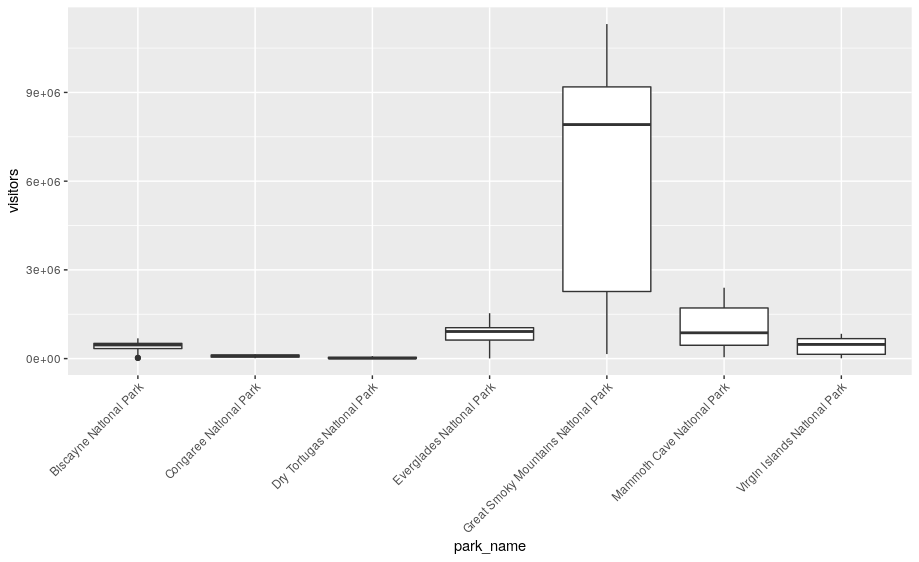 visitors
9e+06
6e+06
3e+06
0e+00
Biscayne National Park
Congaree National Park
Dry Tortugas National Park
Everglades National Park
Great Smoky Mountains National Park
Mammoth Cave National Park
Virgin Islands National Park
park_name